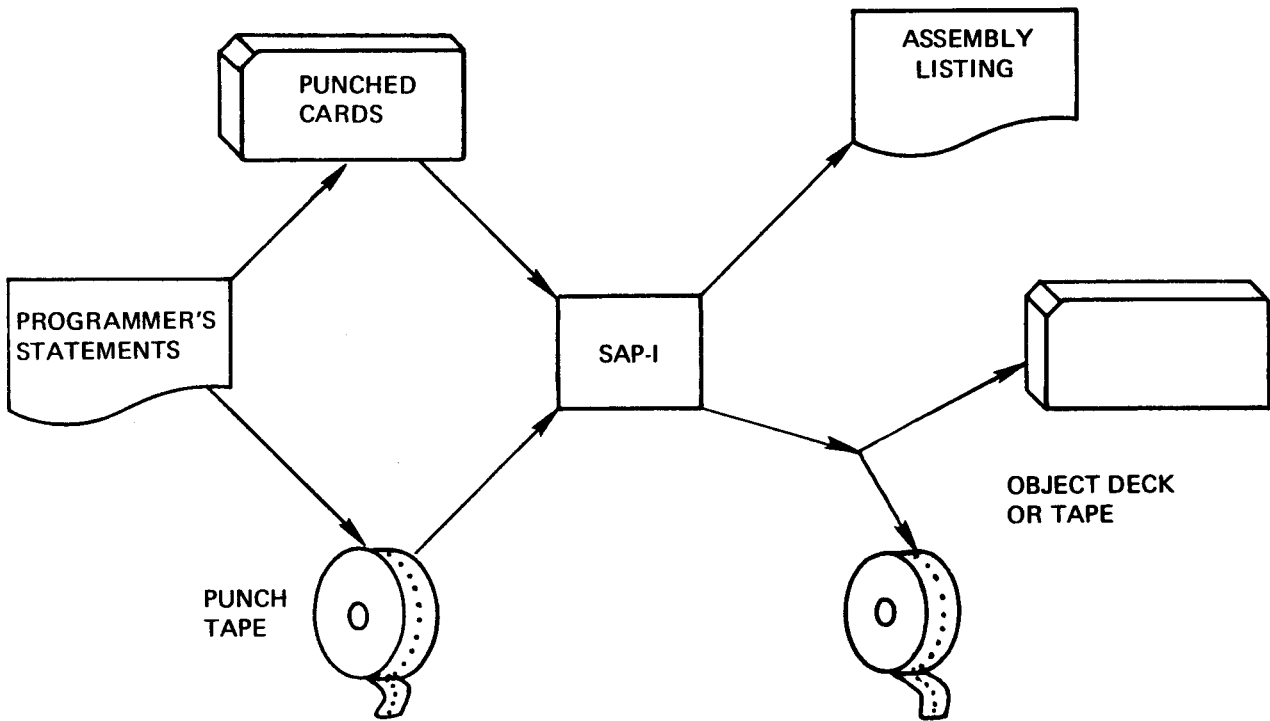 PUNCHED
CARDS
ASSEMBLY
LISTING
PROGRAMMER'S
STATEMENTS
SAP-I
OBJECT DECK
OR TAPE
PUNCH
TAPE